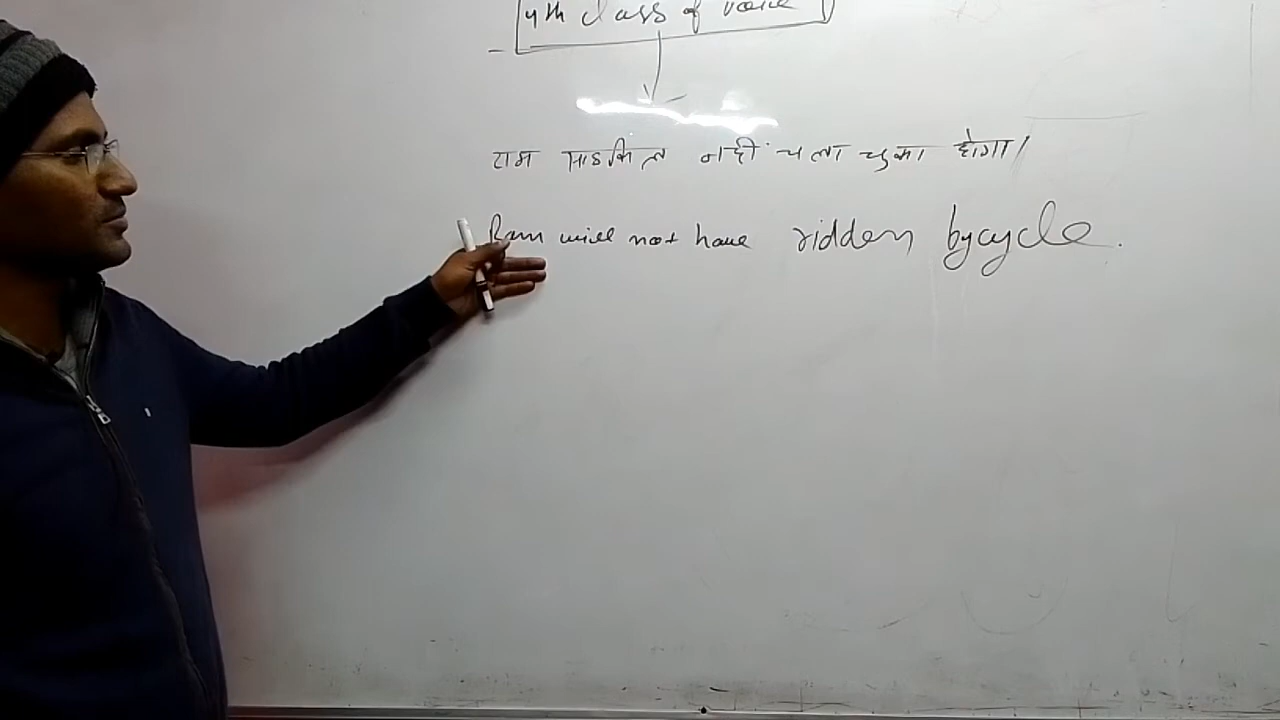 4th class of voice
राम साइकिल नहीं चला चुका होगा।
Ram will not have ridden bycycle.